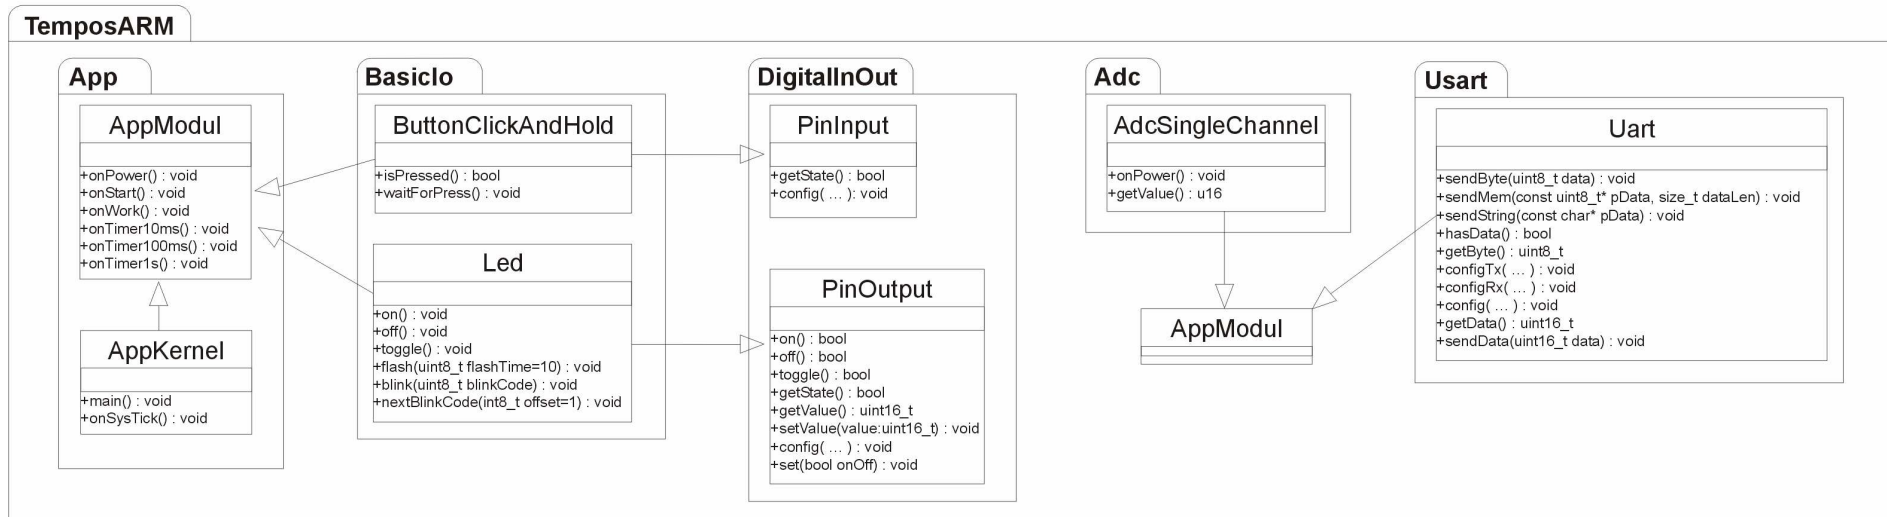 TemposARM
App
AppModul
+onPower() : void
+onStart() : void
+onWork() : void
+onTimer10ms() : void
+onTimer100ms() : void
+onTimer1s() : void
AppKernel
+main() : void
+onSysTick() : void
BasicIo
ButtonClickAndHold
+isPressed() : bool
+waitForPress() : void
Led
+on() : void
+off() : void
+toggle() : void
+flash(uint8_t flashTime=10) : void
+blink(uint8_t blinkCode) : void
+nextBlinkCode(int8_t offset=1) : void
DigitalInOut
PinInput
+getState() : bool
+config( ... ): void
PinOutput
+on() : bool
+off() : bool
+toggle() : bool
+getState() : bool
+getValue() : uint16_t
+setValue(value:uint16_t) : void
+config( ... ) : void
+set(bool onOff) : void
Adc
AdcSingleChannel
+onPower() : void
+getValue() : u16
AppModul
Usart
Uart
+sendByte(uint8_t data) : void
+sendMem(const uint8_t* pData, size_t dataLen) : void
+sendString(const char* pData) : void
+hasData() : bool
+getByte() : uint8_t
+configTx( ... ) : void
+configRx( ... ) : void
+config( ... ) : void
+getData() : uint16_t
+sendData(uint16_t data) : void